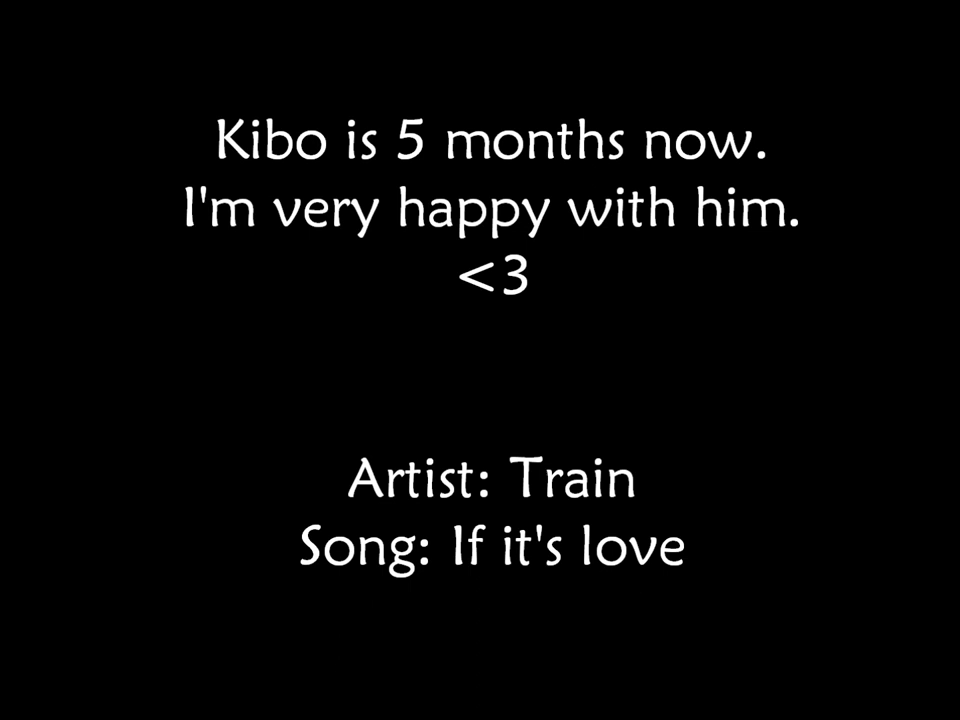 Kibo is 5 months now.
I'm very happy with him.
<3
Artist: Train
Song: If it's love